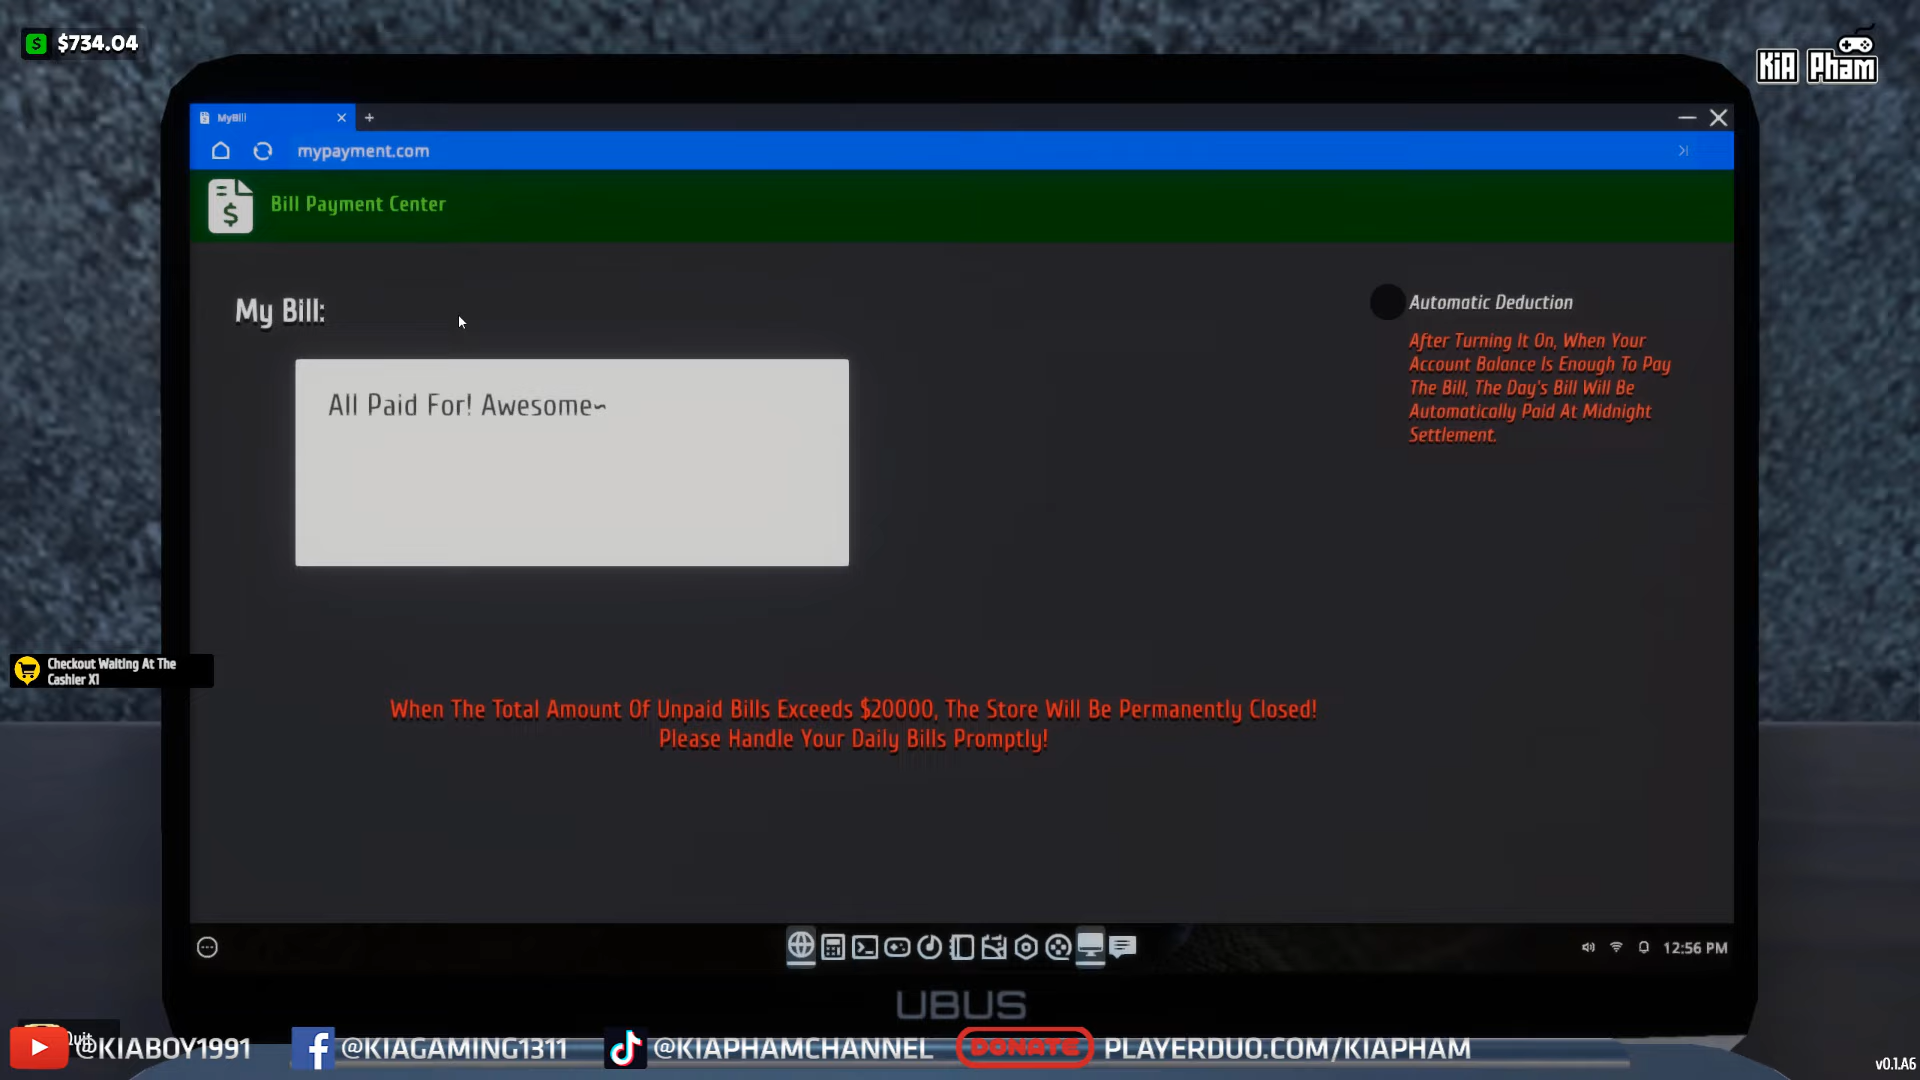 $734.04
KiA Pham
MyBill
mypayment.com
Bill Payment Center
My Bill:
All Paid For! Awesome~
Automatic Deduction
After Turning It On, When Your
Account Balance Is Enough To Pay
The Bill, The Day's Bill Will Be
Automatically Paid At Midnight
Settlement.
Checkout Waiting At The
Cashier X1
When The Total Amount Of Unpaid Bills Exceeds $20000, The Store Will Be Permanently Closed!
Please Handle Your Daily Bills Promptly!
12:56 PM
UBUS
Quit
@KIABOY1991
@KIAGAMING1311
@KIAPHAMCHANNEL
DONATE
PLAYERDUO.COM/KIAPHAM
v0.1.A6